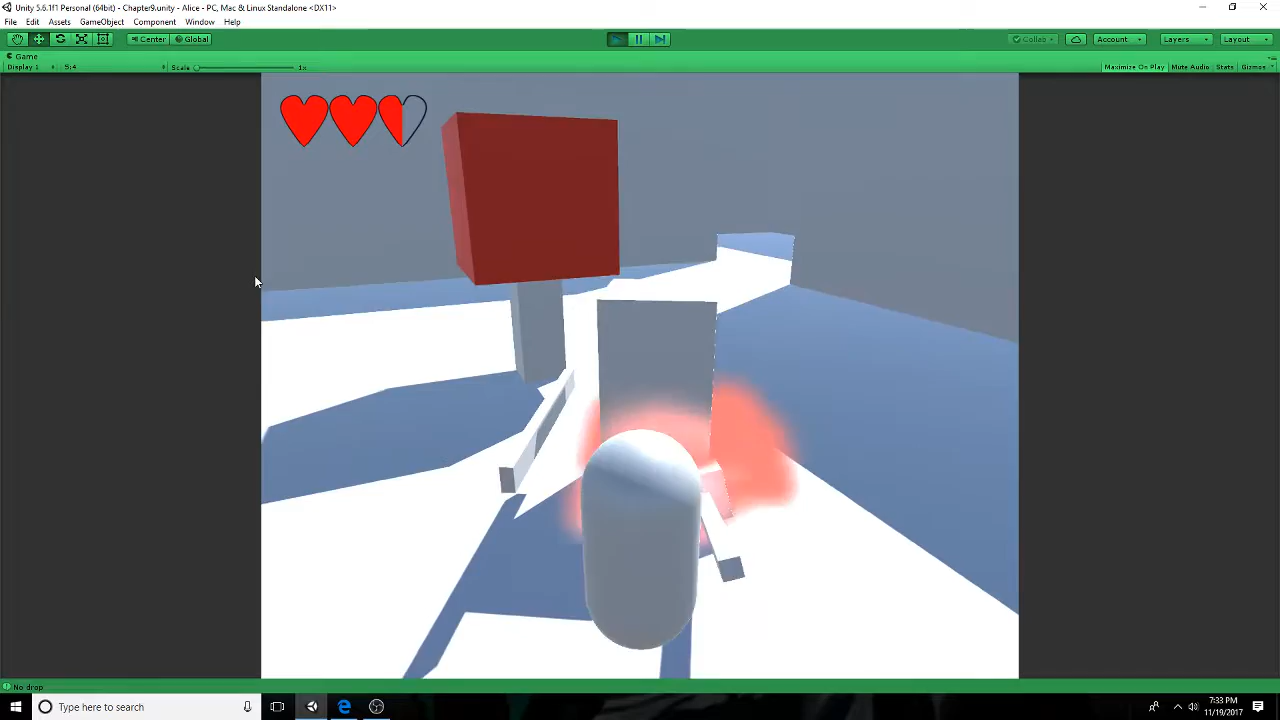 Unity 5.6.1f1 Personal (64bit) - Chapter9.unity - Alice - PC, Mac & Linux Standalone <DX11>
File Edit Assets GameObject Component Window Help
Center Global Collab Account Layers Layout
Game
Display 1 5:4 Scale 1x Maximize On Play Mute Audio Stats Gizmos
No drop
Type here to search
7:33 PM
11/19/2017